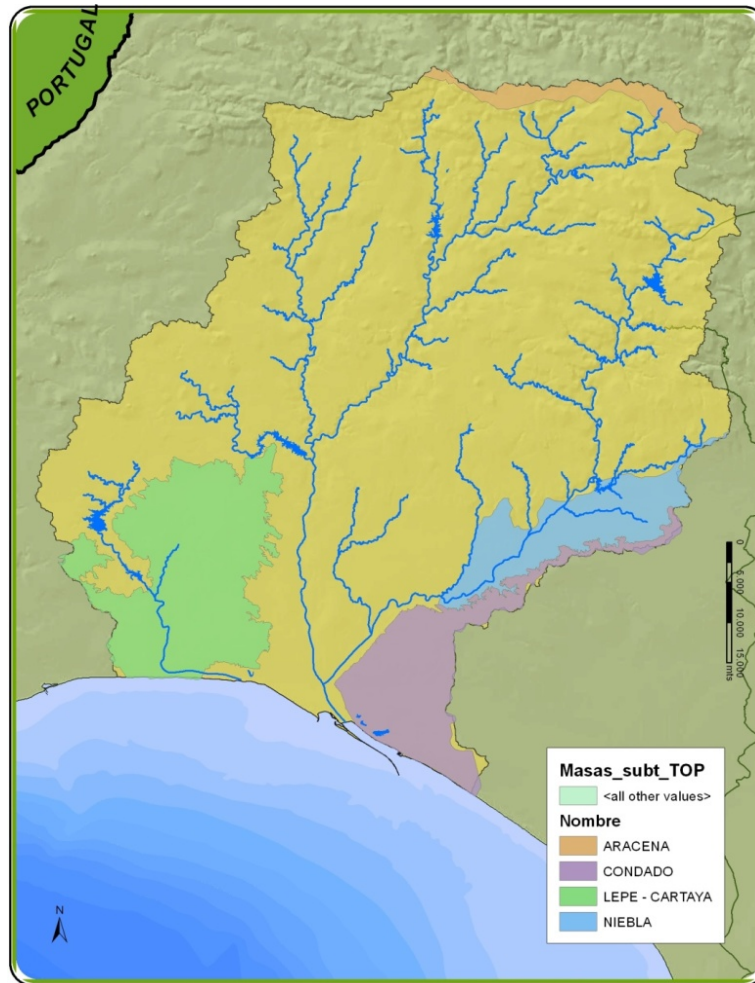 PORTUGAL
0
5.000
10.000
15.000
mts
Masas_subt_TOP
<all other values>
Nombre
ARACENA
CONDADO
LEPE - CARTAYA
NIEBLA
N